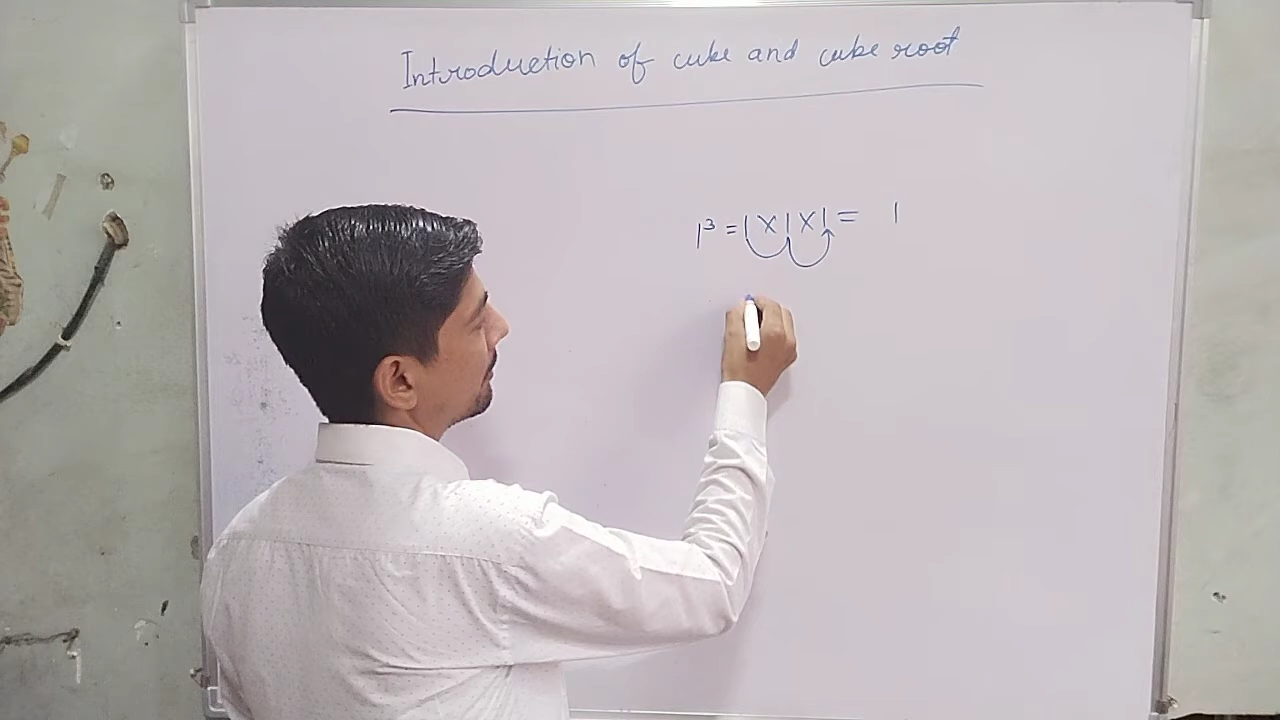 Introduction of cube and cube root
1³ = 1 X 1 X 1 = 1